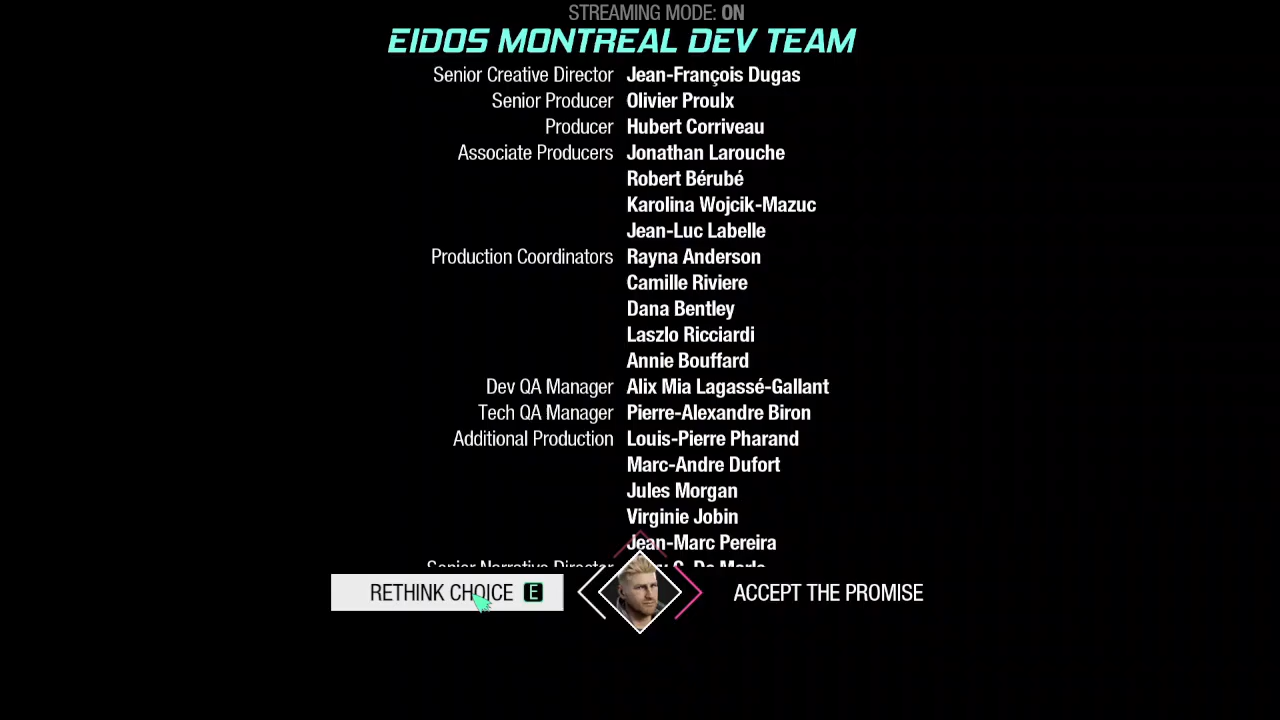 STREAMING MODE: ON
EIDOS MONTREAL DEV TEAM
Senior Creative Director Jean-François Dugas
Senior Producer Olivier Proulx
Producer Hubert Corriveau
Associate Producers Jonathan Larouche
Robert Bérubé
Karolina Wojcik-Mazuc
Jean-Luc Labelle
Production Coordinators Rayna Anderson
Camille Riviere
Dana Bentley
Laszlo Ricciardi
Annie Bouffard
Dev QA Manager Alix Mia Lagassé-Gallant
Tech QA Manager Pierre-Alexandre Biron
Additional Production Louis-Pierre Pharand
Marc-Andre Dufort
Jules Morgan
Virginie Jobin
Jean-Marc Pereira
Senior Narrative Director
RETHINK CHOICE E ACCEPT THE PROMISE